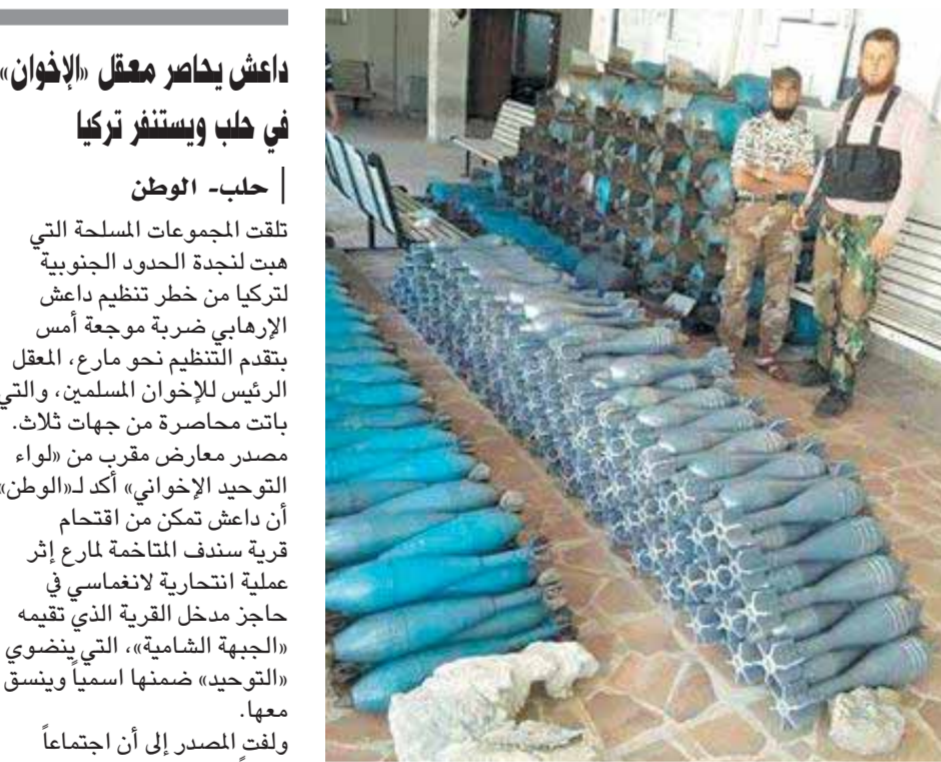 داعش يحاصر معقل «الإخوان»
في حلب ويستنفر تركيا
| حلب- الوطن
تلقت المجموعات المسلحة التي
هبت لنجدة الحدود الجنوبية
لتركيا من خطر تنظيم داعش
الإرهابي ضربة موجعة أمس
بتقدم التنظيم نحو مارع، المعقل
الرئيس للإخوان المسلمين، والتي
باتت محاصرة من جهات ثلاث.
مصدر معارض مقرب من «لواء
التوحيد الإخواني» أكد لـ«الوطن»
أن داعش تمكن من اقتحام
قرية سندف المتاخمة لمارع إثر
عملية انتحارية لانغماسي في
حاجز مدخل القرية الذي تقيمه
«الجبهة الشامية»، التي ينضوي
«التوحيد» ضمنها اسمياً وينسق
معها.
ولفت المصدر إلى أن اجتماعاً